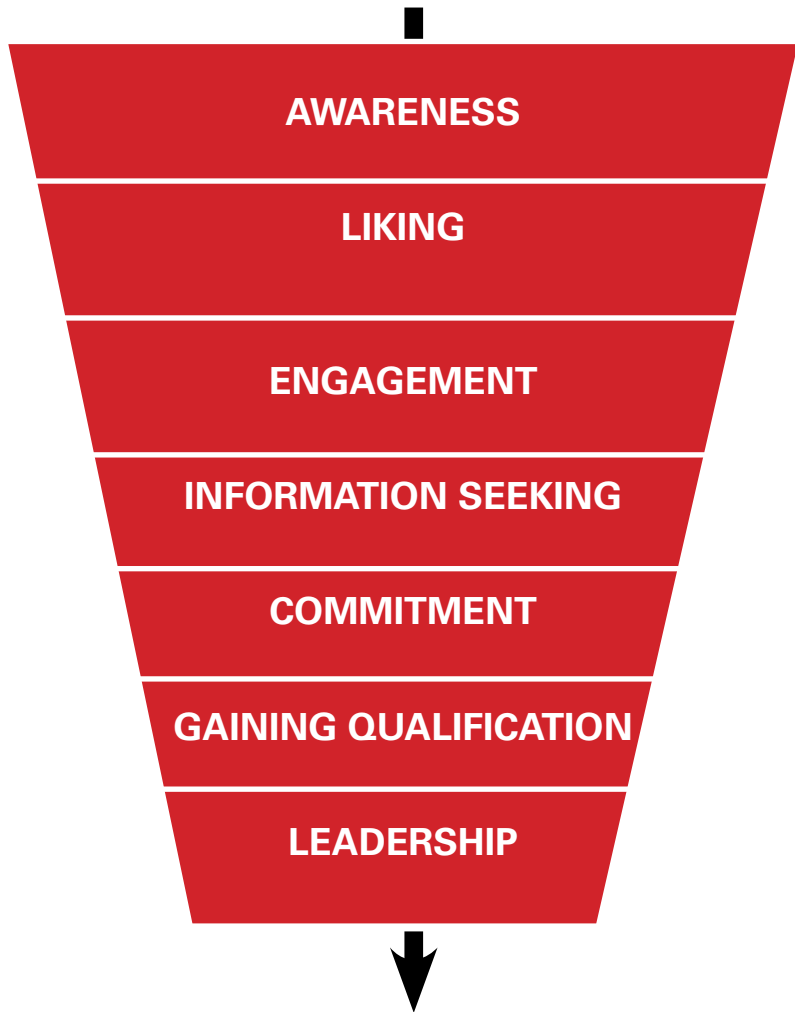 AWARENESS
LIKING
ENGAGEMENT
INFORMATION SEEKING
COMMITMENT
GAINING QUALIFICATION
LEADERSHIP